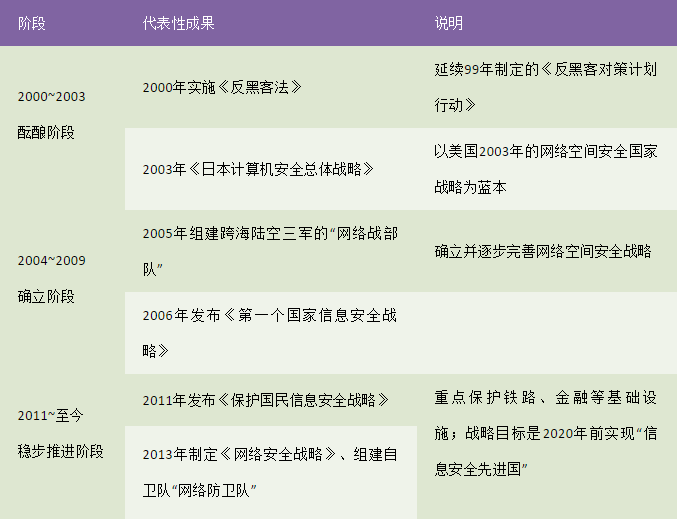 阶段 代表性成果 说明
2000~2003
酝酿阶段
2000年实施《反黑客法》
延续99年制定的《反黑客对策计划
行动》
2003年《日本计算机安全总体战略》
以美国2003年的网络空间安全国家
战略为蓝本
2004~2009
确立阶段
2005年组建跨海陆空三军的“网络战部
队”
确立并逐步完善网络空间安全战略
2006年发布《第一个国家信息安全战
略》
2011~至今
稳步推进阶段
2011年发布《保护国民信息安全战略》
2013年制定《网络安全战略》、组建自
卫队“网络防卫队”
重点保护铁路、金融等基础设
施；战略目标是2020年前实现“信
息安全先进国”